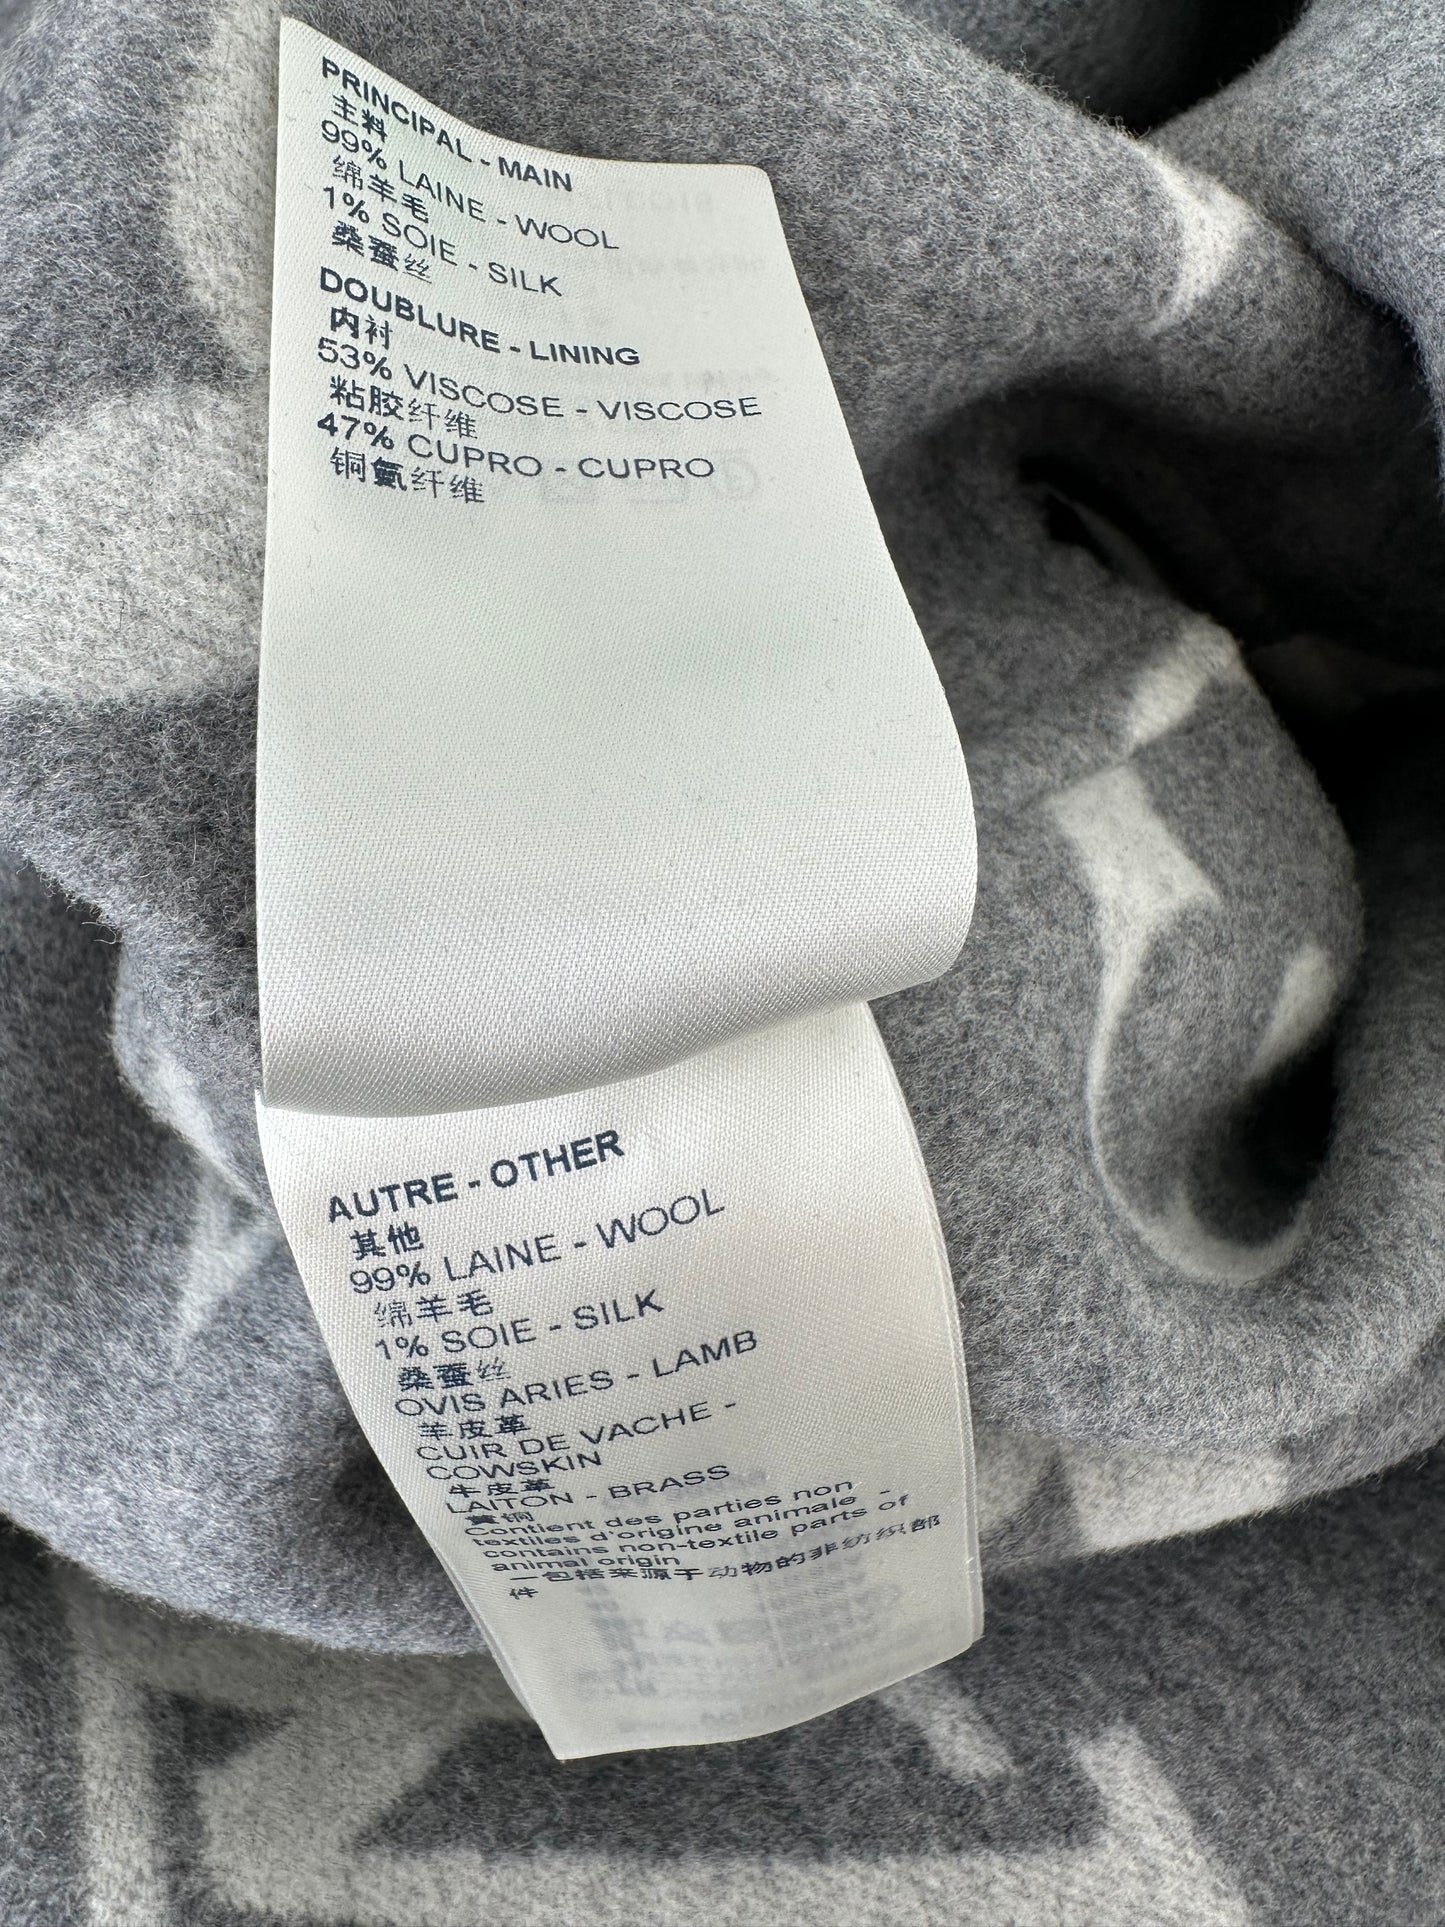 PRINCIPAL - MAIN
主料
99% LAINE - WOOL
绵羊毛
1% SOIE - SILK
桑蚕丝
DOUBLURE - LINING
内衬
53% VISCOSE - VISCOSE
粘胶纤维
47% CUPRO - CUPRO
铜氨纤维
AUTRE - OTHER
其他
99% LAINE - WOOL
绵羊毛
1% SOIE - SILK
桑蚕丝
OVIS ARIES - LAMB
羊皮革
CUIR DE VACHE -
COWSKIN
牛皮革
LAITON - BRASS
黄铜
Contient des parties non
textiles d'origine animale -
contains non-textile parts of
animal origin
一包括来源于动物的非纺织部
件